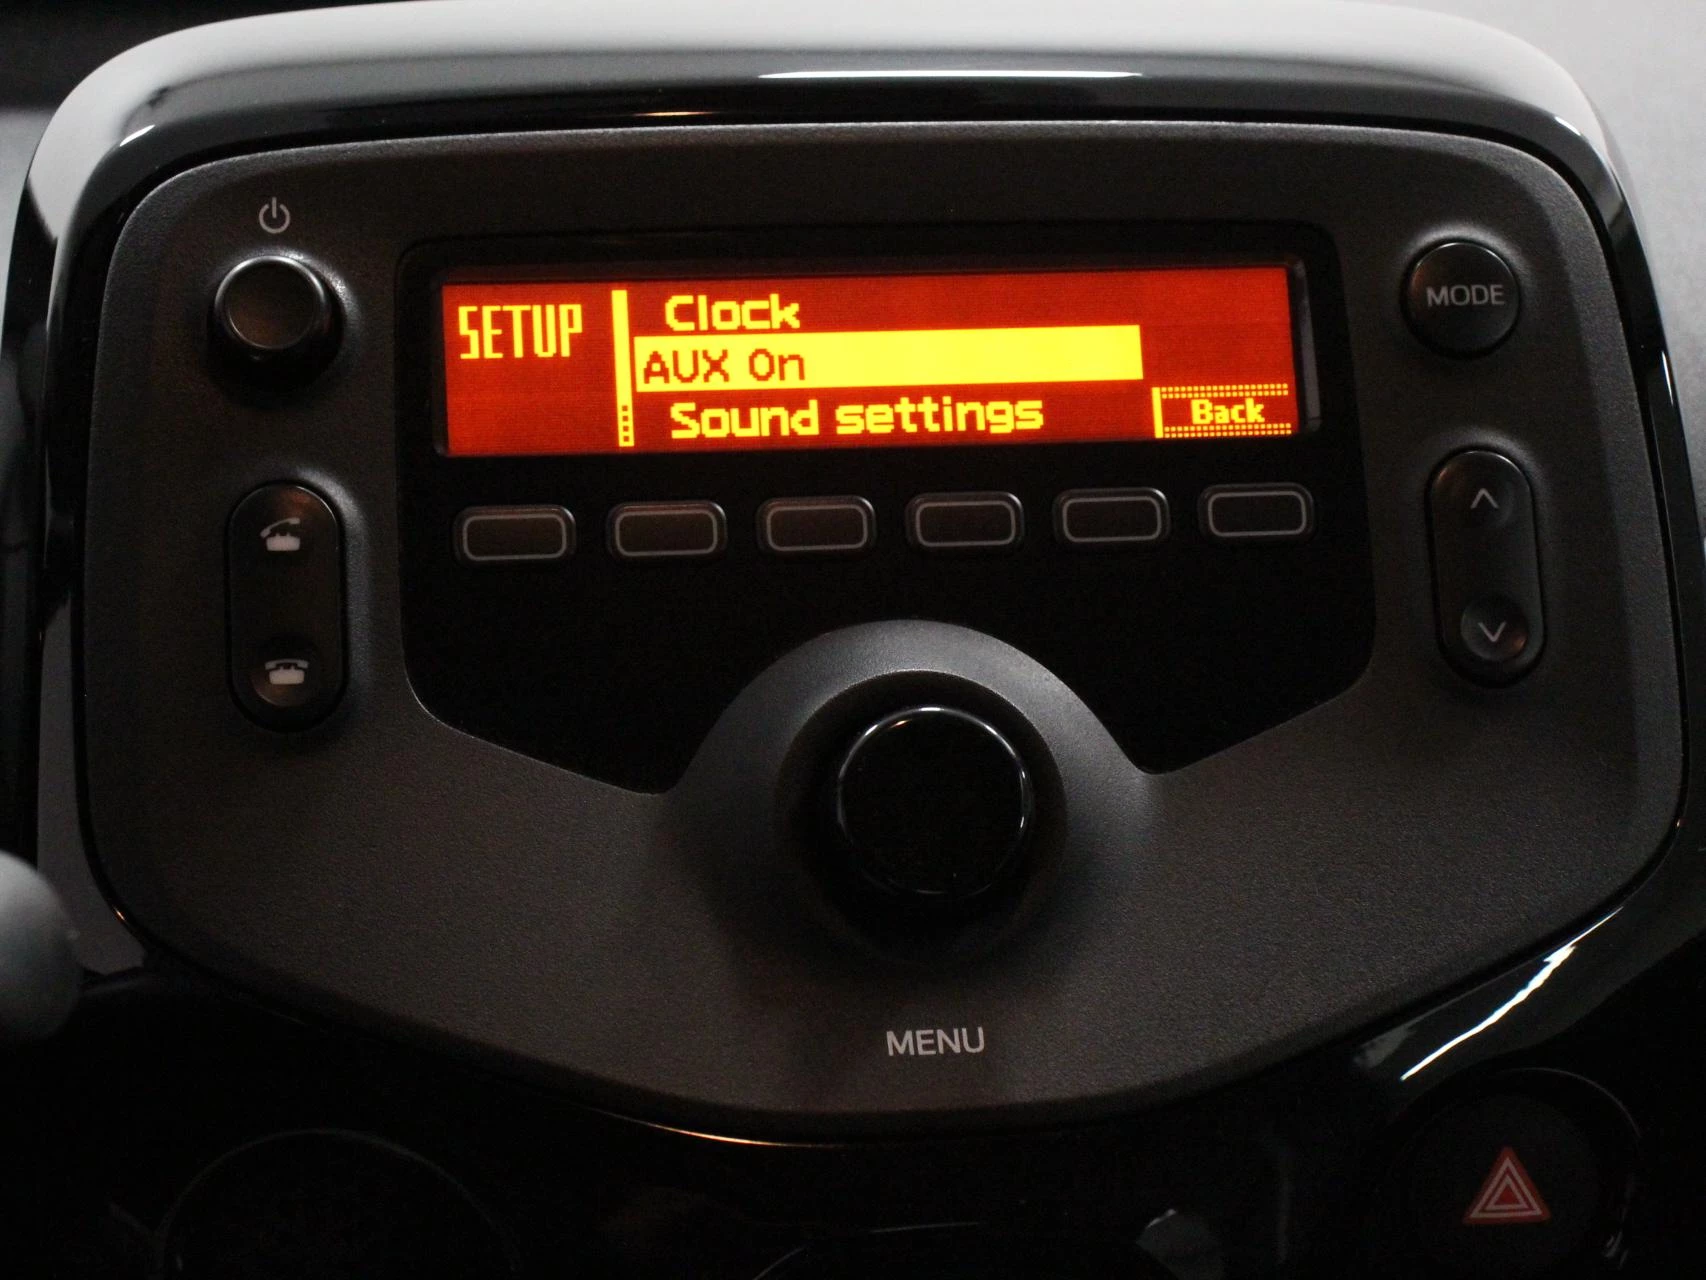 SETUP
Clock
AUX On
Sound settings
Back
MODE
MENU